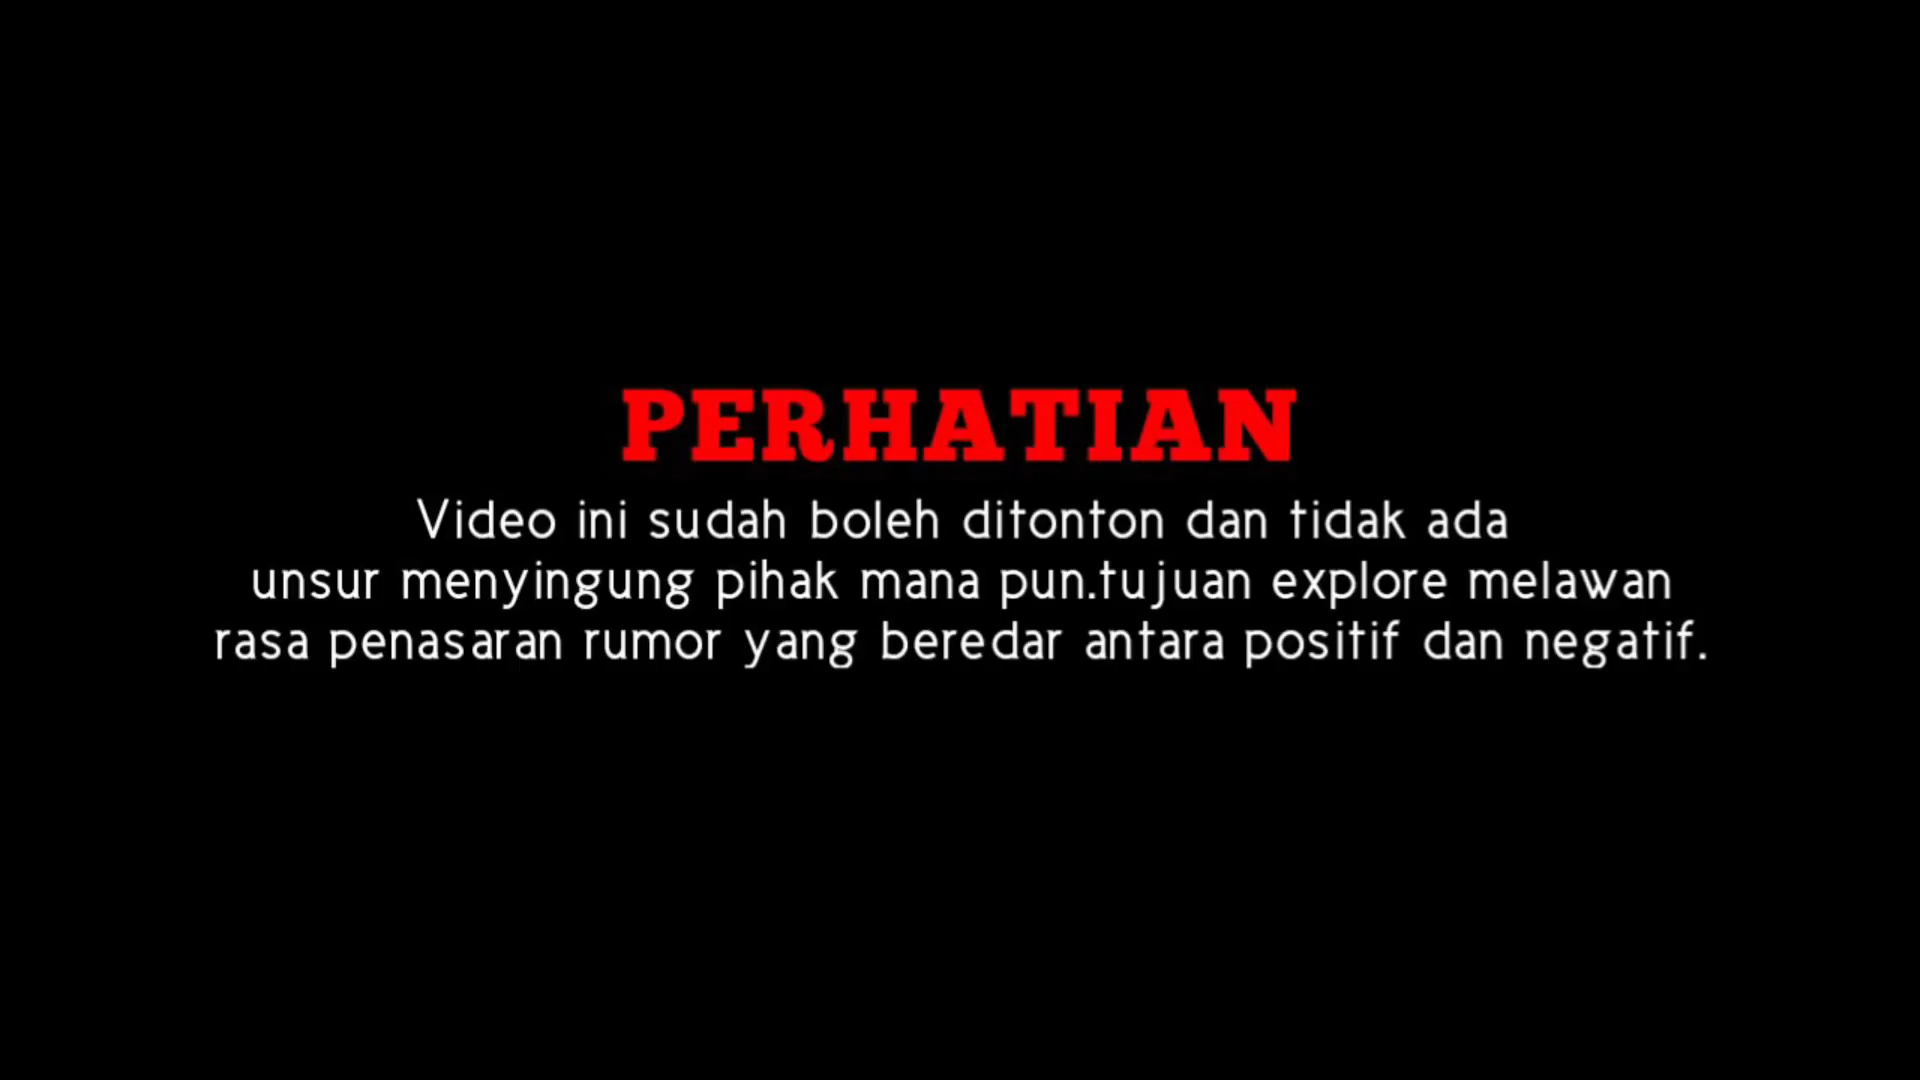 PERHATIAN
Video ini sudah boleh ditonton dan tidak ada
unsur menyingung pihak mana pun.tujuan explore melawan
rasa penasaran rumor yang beredar antara positif dan negatif.